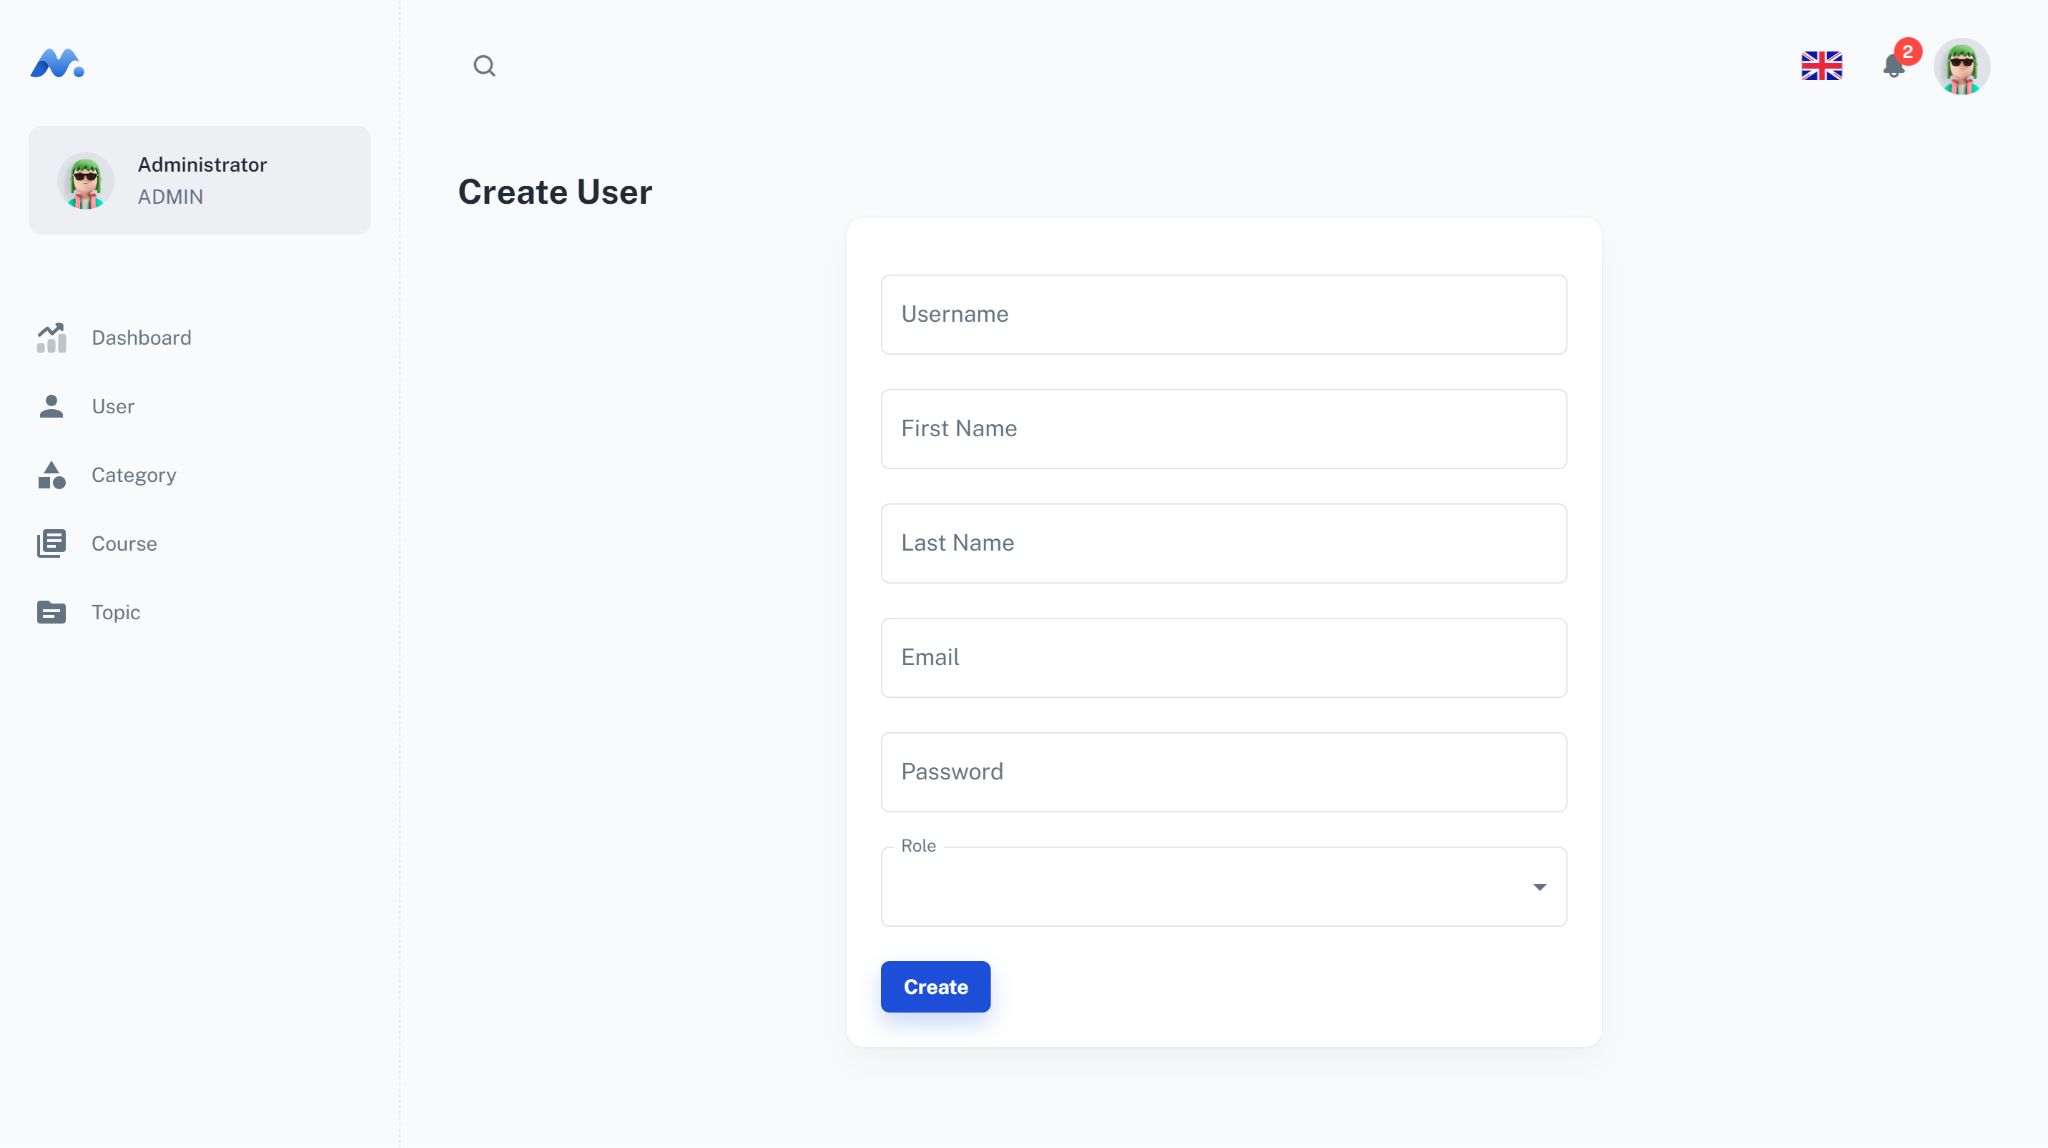 2
Administrator
ADMIN
Create User
Dashboard
User
Category
Course
Topic
Username
First Name
Last Name
Email
Password
Role
Create